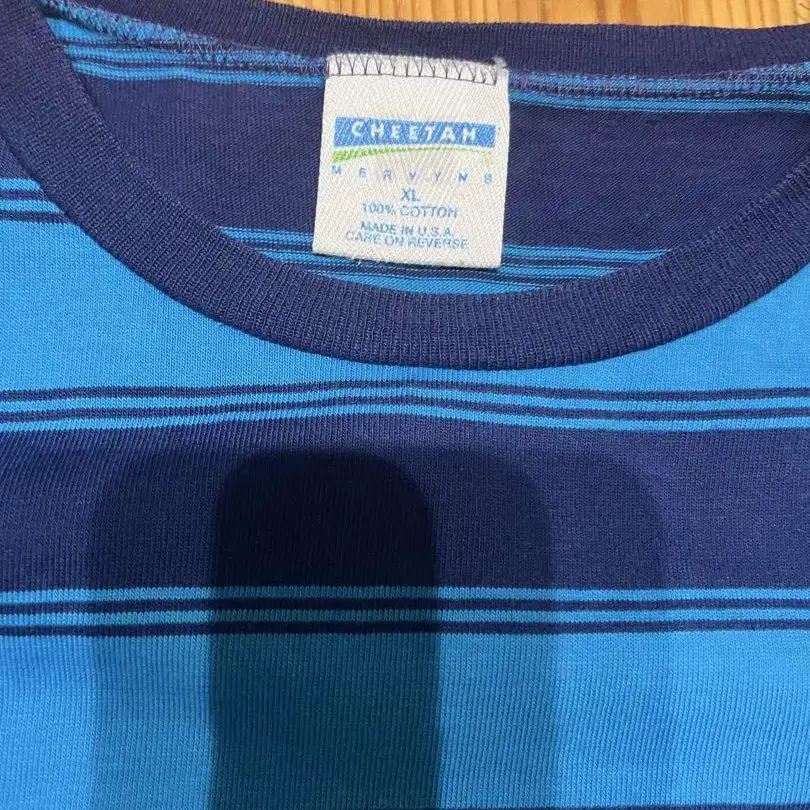 CHEETAH
MERVYNS
XL
100% COTTON
MADE IN U.S.A.
CARE ON REVERSE